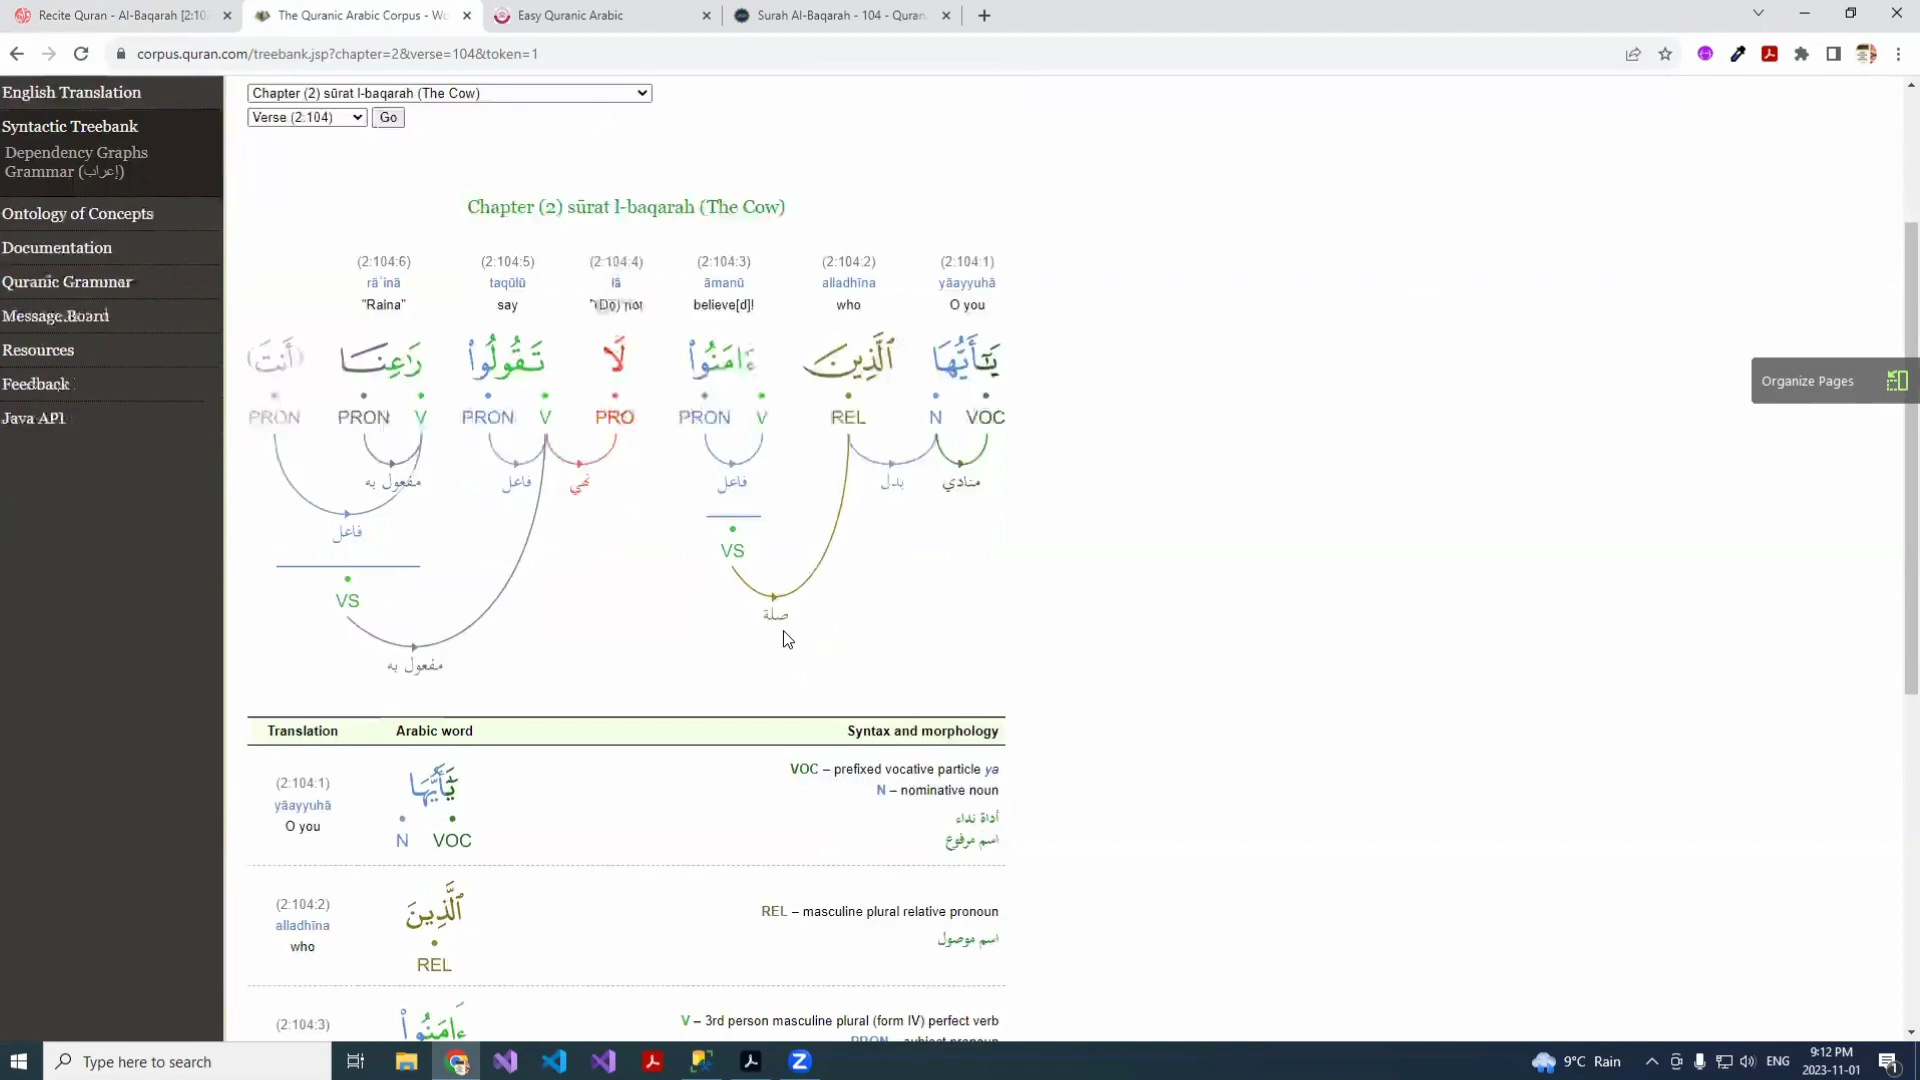 Recite Quran - Al-Baqarah [2:10
The Quranic Arabic Corpus - Wo
Easy Quranic Arabic
Surah Al-Baqarah - 104 - Quran.
corpus.quran.com/treebank.jsp?chapter=2&verse=104&token=1
English Translation
Syntactic Treebank
Dependency Graphs
Grammar (إعراب)
Ontology of Concepts
Documentation
Quranic Grammar
Message Board
Resources
Feedback
Java API
Chapter (2) sūrat l-baqarah (The Cow)
Verse (2:104) Go
Chapter (2) sūrat l-baqarah (The Cow)
(2:104:6) (2:104:5) (2:104:4) (2:104:3) (2:104:2) (2:104:1)
rāʿinā taqūlū lā āmanū alladhīna yāayyuhā
"Raina" say "(Do) not believe[d]! who O you
يَٰٓأَيُّهَا ٱلَّذِينَ ءَامَنُوا۟ لَا تَقُولُوا۟ رَٰعِنَا (أَنتَ)
PRON PRON V PRON V PRO PRON V REL N VOC
منادي بدل فاعل نهي فاعل مفعول به
فاعل
VS
VS
صلة
مفعول به
Organize Pages
Translation Arabic word Syntax and morphology
(2:104:1)
yāayyuhā
O you
يَٰٓأَيُّهَا
N VOC
VOC – prefixed vocative particle ya
N – nominative noun
أداة نداء
اسم مرفوع
(2:104:2)
alladhīna
who
ٱلَّذِينَ
REL
REL – masculine plural relative pronoun
اسم موصول
(2:104:3)
ءَامَنُوا۟
V – 3rd person masculine plural (form IV) perfect verb
PRON – subject pronoun
Type here to search
9°C Rain
ENG
9:12 PM
2023-11-01